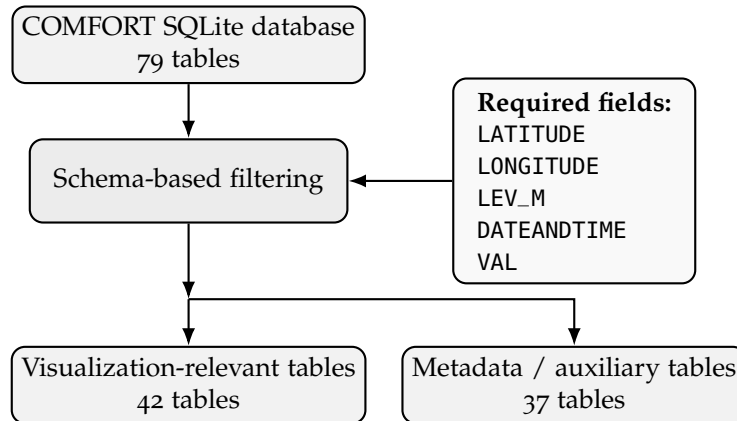 COMFORT SQLite database
79 tables
Required fields:
LATITUDE
LONGITUDE
LEV_M
DATEANDTIME
VAL
Schema-based filtering
Visualization-relevant tables
42 tables
Metadata / auxiliary tables
37 tables